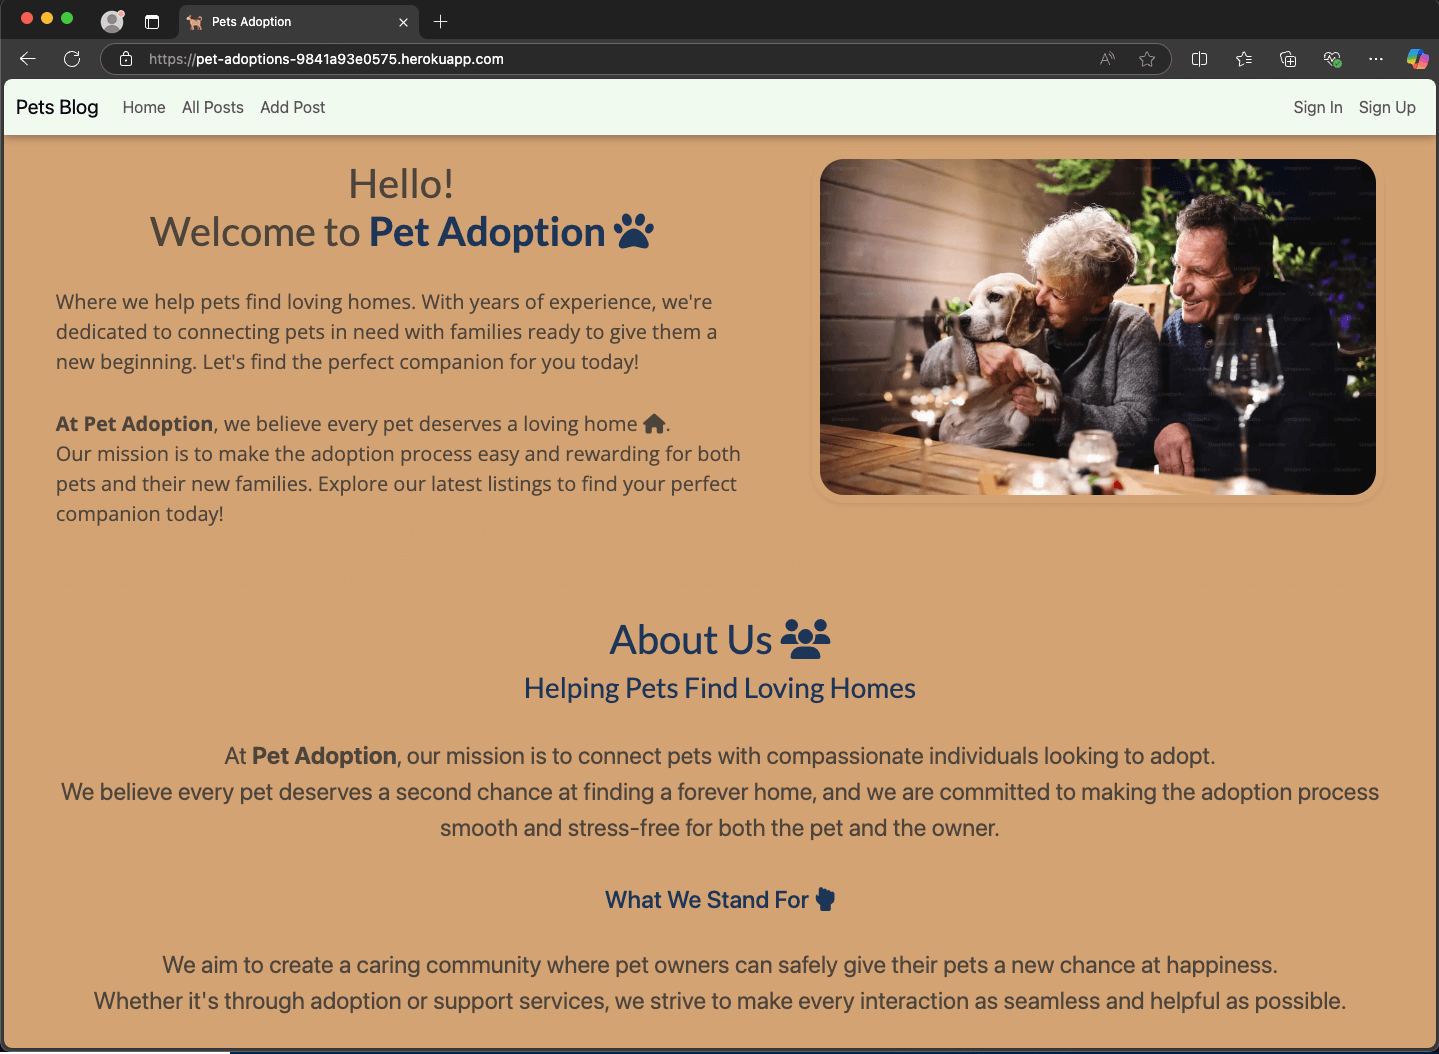 Pets Adoption
https://pet-adoptions-9841a93e0575.herokuapp.com
Pets Blog Home All Posts Add Post Sign In Sign Up
Hello!
Welcome to Pet Adoption
Where we help pets find loving homes. With years of experience, we're
dedicated to connecting pets in need with families ready to give them a
new beginning. Let's find the perfect companion for you today!
At Pet Adoption, we believe every pet deserves a loving home .
Our mission is to make the adoption process easy and rewarding for both
pets and their new families. Explore our latest listings to find your perfect
companion today!
About Us
Helping Pets Find Loving Homes
At Pet Adoption, our mission is to connect pets with compassionate individuals looking to adopt.
We believe every pet deserves a second chance at finding a forever home, and we are committed to making the adoption process
smooth and stress-free for both the pet and the owner.
What We Stand For
We aim to create a caring community where pet owners can safely give their pets a new chance at happiness.
Whether it's through adoption or support services, we strive to make every interaction as seamless and helpful as possible.